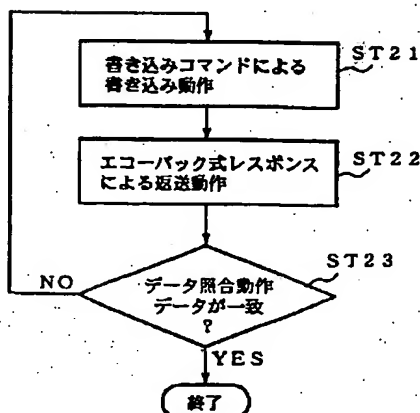 書き込みコマンドによる
書き込み動作
ST21
エコーバック式レスポンス
による返送動作
ST22
データ照合動作
データが一致
?
ST23
NO
YES
終了